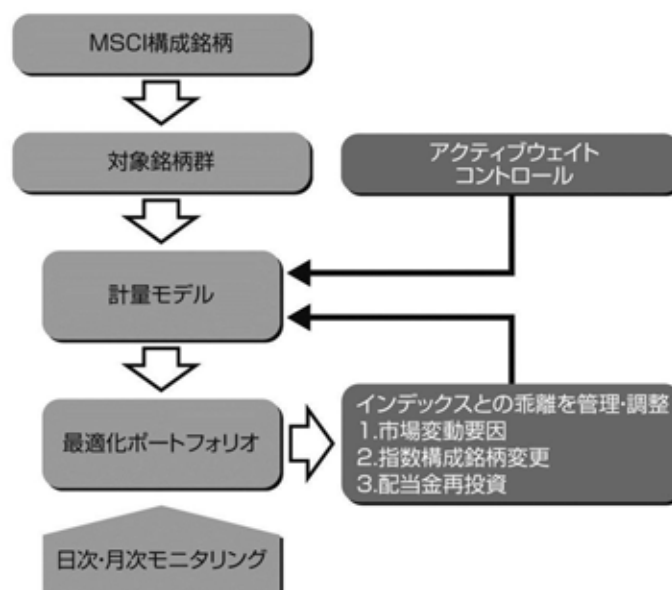 MSCI構成銘柄
対象銘柄群
アクティブウェイト
コントロール
計量モデル
最適化ポートフォリオ
インデックスとの乖離を管理・調整
1.市場変動要因
2.指数構成銘柄変更
3.配当金再投資
日次・月次モニタリング